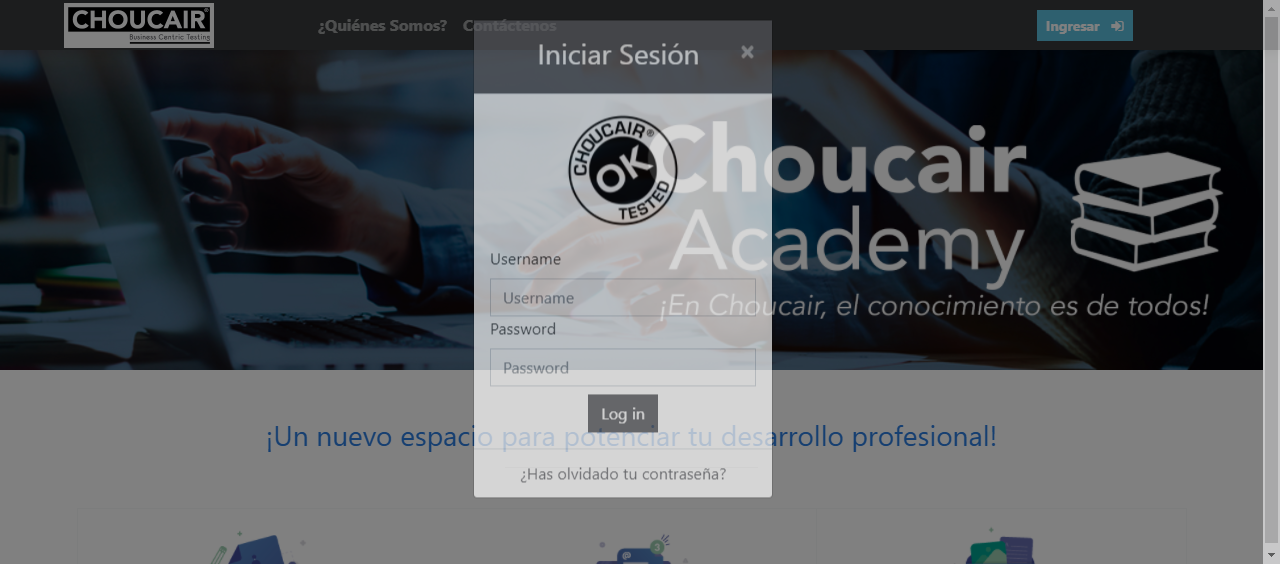 CHOUCAIR®
Business Centric Testing
¿Quiénes Somos?
Contáctenos
Ingresar
Iniciar Sesión
×
CHOUCAIR®
OK
TESTED
Choucair
Academy
¡En Choucair, el conocimiento es de todos!
Username
Username
Password
Password
Log in
¡Un nuevo espacio para potenciar tu desarrollo profesional!
¿Has olvidado tu contraseña?
@
3